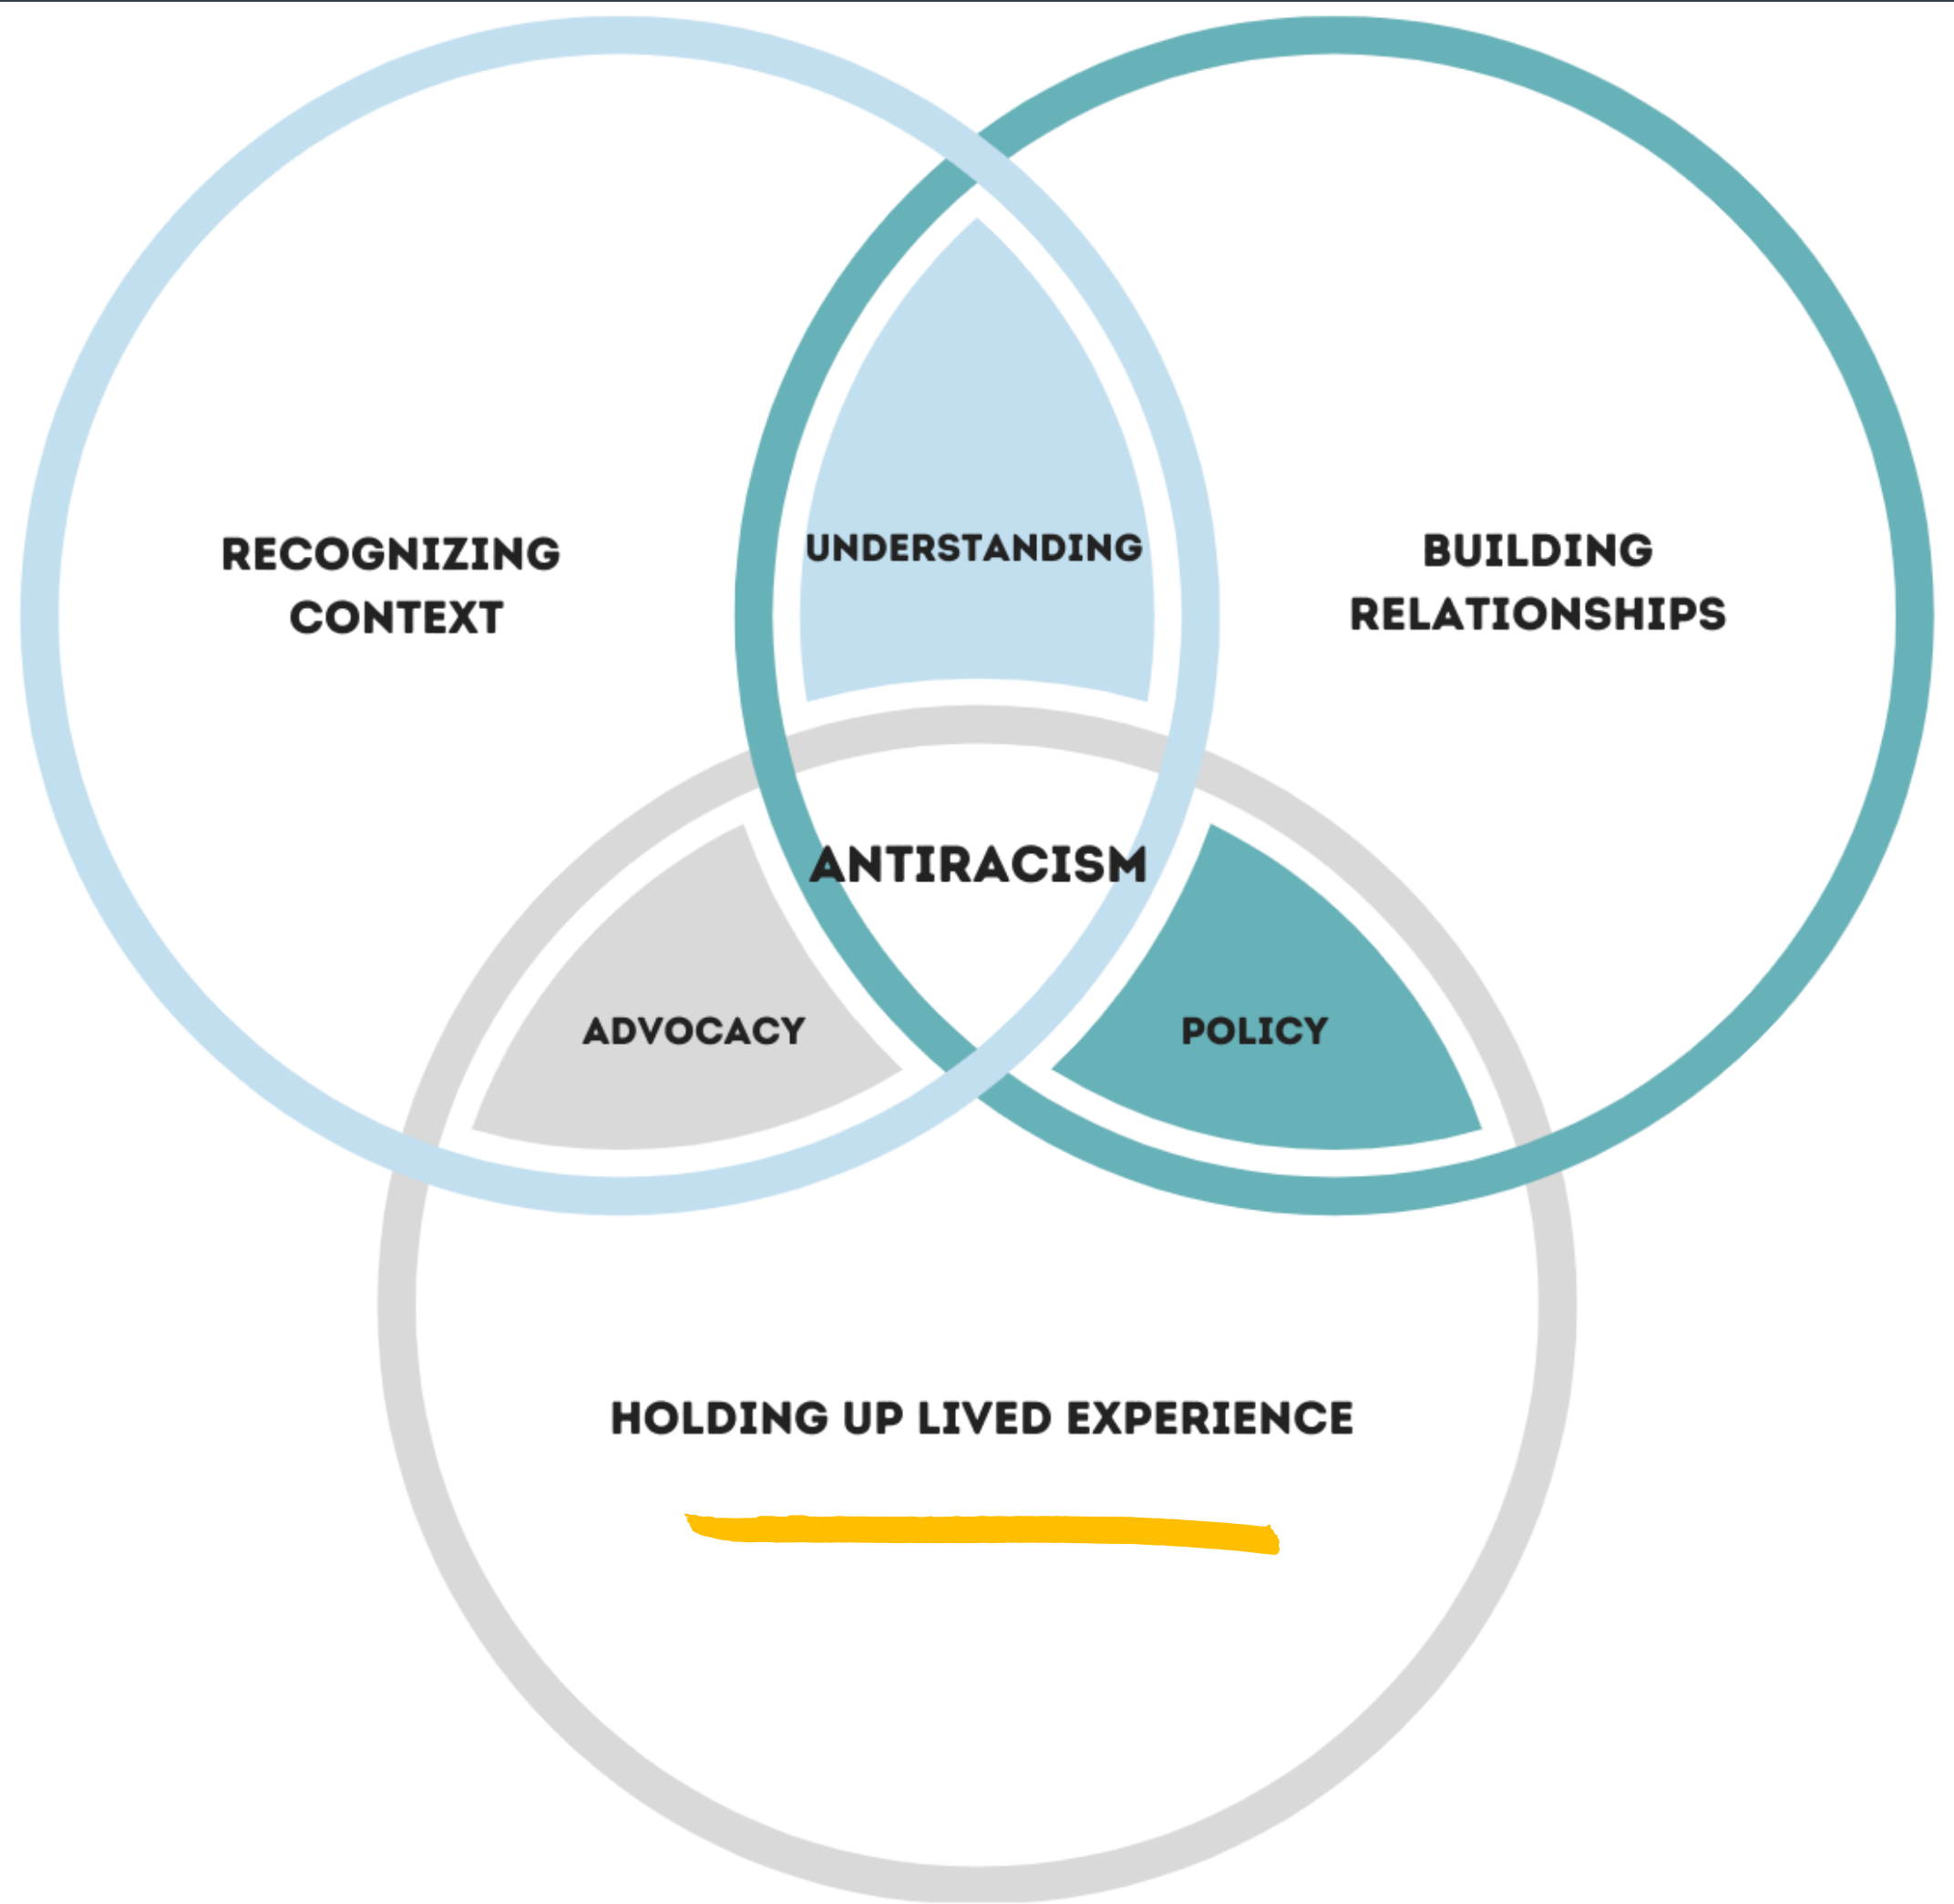 RECOGNIZING
CONTEXT
UNDERSTANDING
BUILDING
RELATIONSHIPS
ANTIRACISM
ADVOCACY
POLICY
HOLDING UP LIVED EXPERIENCE